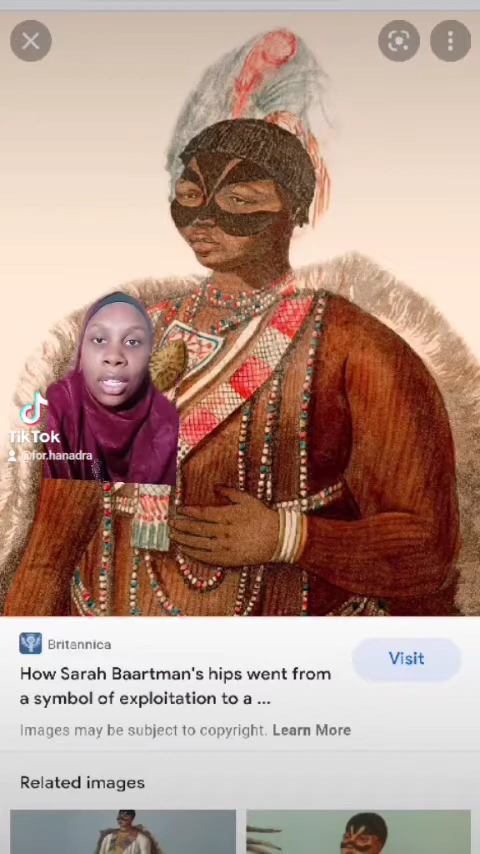 TikTok
@for.hanadra
Britannica
How Sarah Baartman's hips went from
a symbol of exploitation to a ...
Visit
Images may be subject to copyright. Learn More
Related images